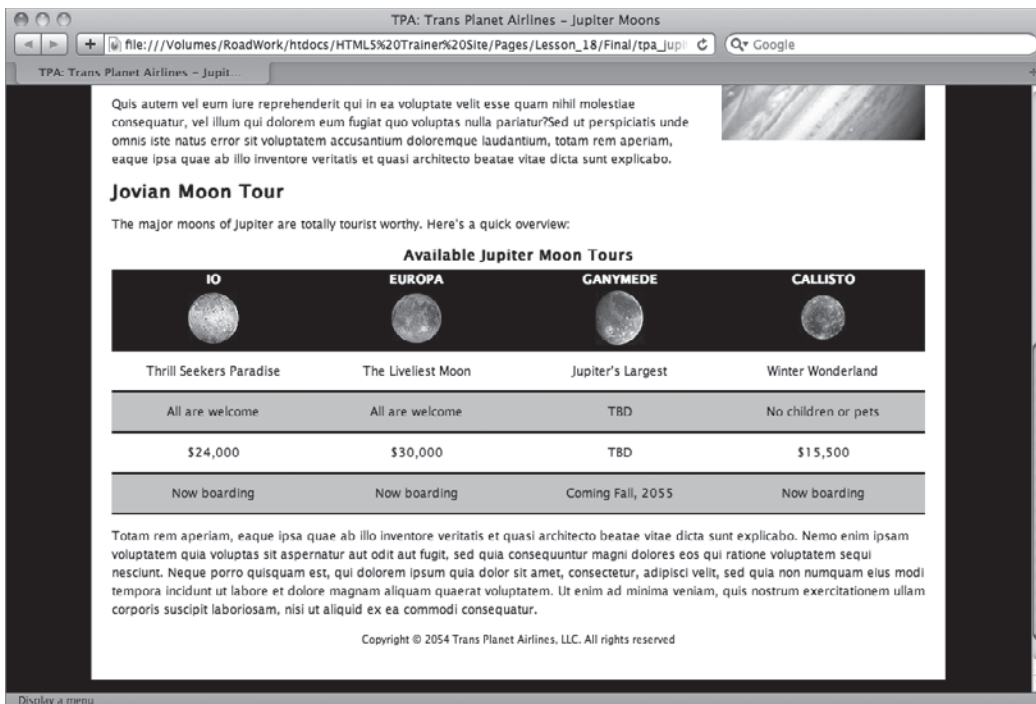 TPA: Trans Planet Airlines – Jupiter Moons
file:///Volumes/RoadWork/htdocs/HTML5%20Trainer%20Site/Pages/Lesson_18/Final/tpa_jupi
Google
TPA: Trans Planet Airlines – Jupit...
Quis autem vel eum iure reprehenderit qui in ea voluptate velit esse quam nihil molestiae
consequatur, vel illum qui dolorem eum fugiat quo voluptas nulla pariatur?Sed ut perspiciatis unde
omnis iste natus error sit voluptatem accusantium doloremque laudantium, totam rem aperiam,
eaque ipsa quae ab illo inventore veritatis et quasi architecto beatae vitae dicta sunt explicabo.
Jovian Moon Tour
The major moons of Jupiter are totally tourist worthy. Here's a quick overview:
Available Jupiter Moon Tours
IO EUROPA GANYMEDE CALLISTO
Thrill Seekers Paradise The Liveliest Moon Jupiter's Largest Winter Wonderland
All are welcome All are welcome TBD No children or pets
$24,000 $30,000 TBD $15,500
Now boarding Now boarding Coming Fall, 2055 Now boarding
Totam rem aperiam, eaque ipsa quae ab illo inventore veritatis et quasi architecto beatae vitae dicta sunt explicabo. Nemo enim ipsam
voluptatem quia voluptas sit aspernatur aut odit aut fugit, sed quia consequuntur magni dolores eos qui ratione voluptatem sequi
nesciunt. Neque porro quisquam est, qui dolorem ipsum quia dolor sit amet, consectetur, adipisci velit, sed quia non numquam eius modi
tempora incidunt ut labore et dolore magnam aliquam quaerat voluptatem. Ut enim ad minima veniam, quis nostrum exercitationem ullam
corporis suscipit laboriosam, nisi ut aliquid ex ea commodi consequatur.
Copyright © 2054 Trans Planet Airlines, LLC. All rights reserved
Display a menu